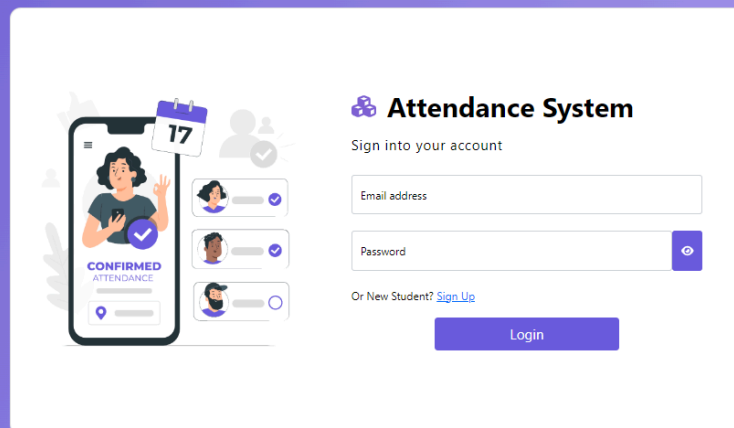 17
CONFIRMED
ATTENDANCE
Attendance System
Sign into your account
Email address
Password
Or New Student? Sign Up
Login